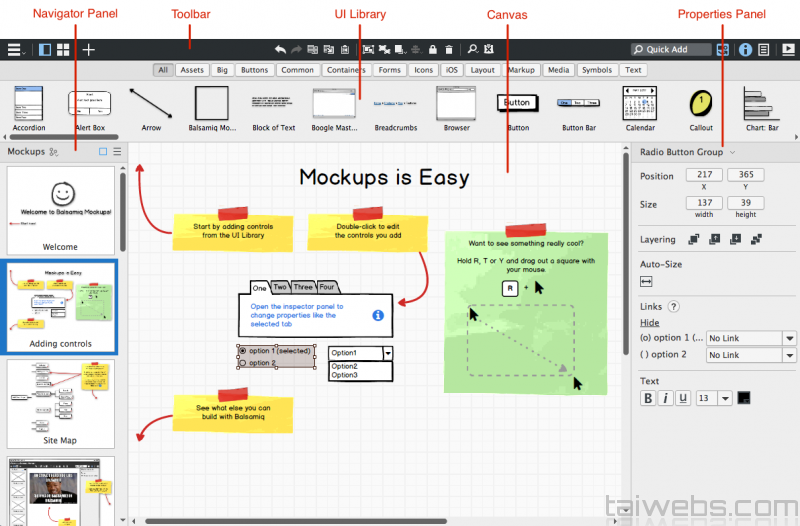 Navigator Panel
Toolbar
UI Library
Canvas
Properties Panel
Quick Add
All
Assets
Big
Buttons
Common
Containers
Forms
Icons
iOS
Layout
Markup
Media
Symbols
Text
Accordion
Alert Box
Arrow
Balsamiq Mo...
Block of Text
Boogle Mast...
Breadcrumbs
Browser
Button
Button
Button Bar
Calendar
Callout
Chart: Bar
Mockups
Welcome to Balsamiq Mockups!
Welcome
Mockups is Easy
Adding controls
Site Map
Mockups is Easy
Start by adding controls
from the UI Library
Double-click to edit
the controls you add
Want to see something really cool?
Hold R, T or Y and drag out a square with
your mouse.
R +
One
Two
Three
Four
Open the inspector panel to
change properties like the
selected tab
option 1 (selected)
option 2
Option1
Option2
Option3
See what else you can
build with Balsamiq
Radio Button Group
Position
217
365
X
Y
Size
137
39
width
height
Layering
Auto-Size
Links ?
Hide
(o) option 1 (...
No Link
( ) option 2
No Link
Text
B i U 13
taiwebs.com